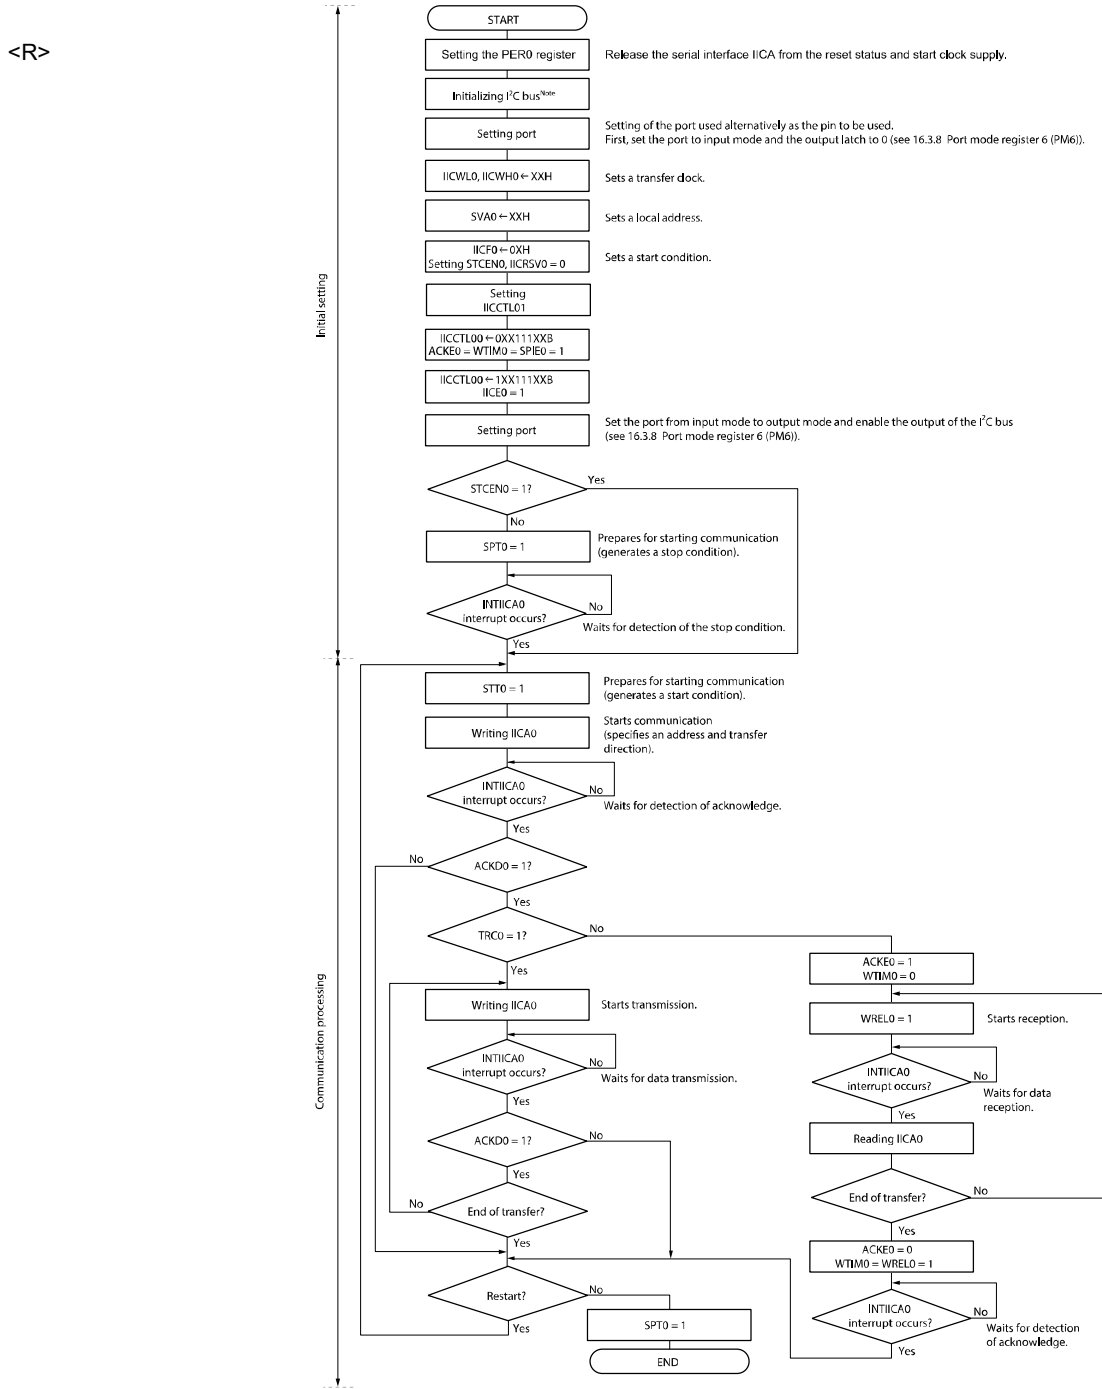 START
<R>
Setting the PER0 register
Release the serial interface IICA from the reset status and start clock supply.
Initializing I²C bus^Note
Setting port
Setting of the port used alternatively as the pin to be used.
First, set the port to input mode and the output latch to 0 (see 16.3.8 Port mode register 6 (PM6)).
IICWL0, IICWH0 ← XXH
Sets a transfer clock.
SVA0 ← XXH
Sets a local address.
IICF0 ← 0XH
Setting STCEN0, IICRSV0 = 0
Sets a start condition.
Initial setting
Setting
IICCTL01
IICCTL00 ← 0XX111XXB
ACKE0 = WTIM0 = SPIE0 = 1
IICCTL00 ← 1XX111XXB
IICE0 = 1
Setting port
Set the port from input mode to output mode and enable the output of the I²C bus
(see 16.3.8 Port mode register 6 (PM6)).
STCEN0 = 1?
Yes
No
SPT0 = 1
Prepares for starting communication
(generates a stop condition).
INTIICA0
interrupt occurs?
No
Waits for detection of the stop condition.
Yes
STT0 = 1
Prepares for starting communication
(generates a start condition).
Writing IICA0
Starts communication
(specifies an address and transfer
direction).
INTIICA0
interrupt occurs?
No
Waits for detection of acknowledge.
Yes
No
ACKD0 = 1?
Yes
TRC0 = 1?
No
Yes
Communication processing
Writing IICA0
Starts transmission.
INTIICA0
interrupt occurs?
No
Waits for data transmission.
Yes
ACKD0 = 1?
No
Yes
No
End of transfer?
Yes
Restart?
No
Yes
SPT0 = 1
END
ACKE0 = 1
WTIM0 = 0
WREL0 = 1
Starts reception.
INTIICA0
interrupt occurs?
No
Waits for data
reception.
Yes
Reading IICA0
End of transfer?
No
Yes
ACKE0 = 0
WTIM0 = WREL0 = 1
INTIICA0
interrupt occurs?
No
Waits for detection
of acknowledge.
Yes